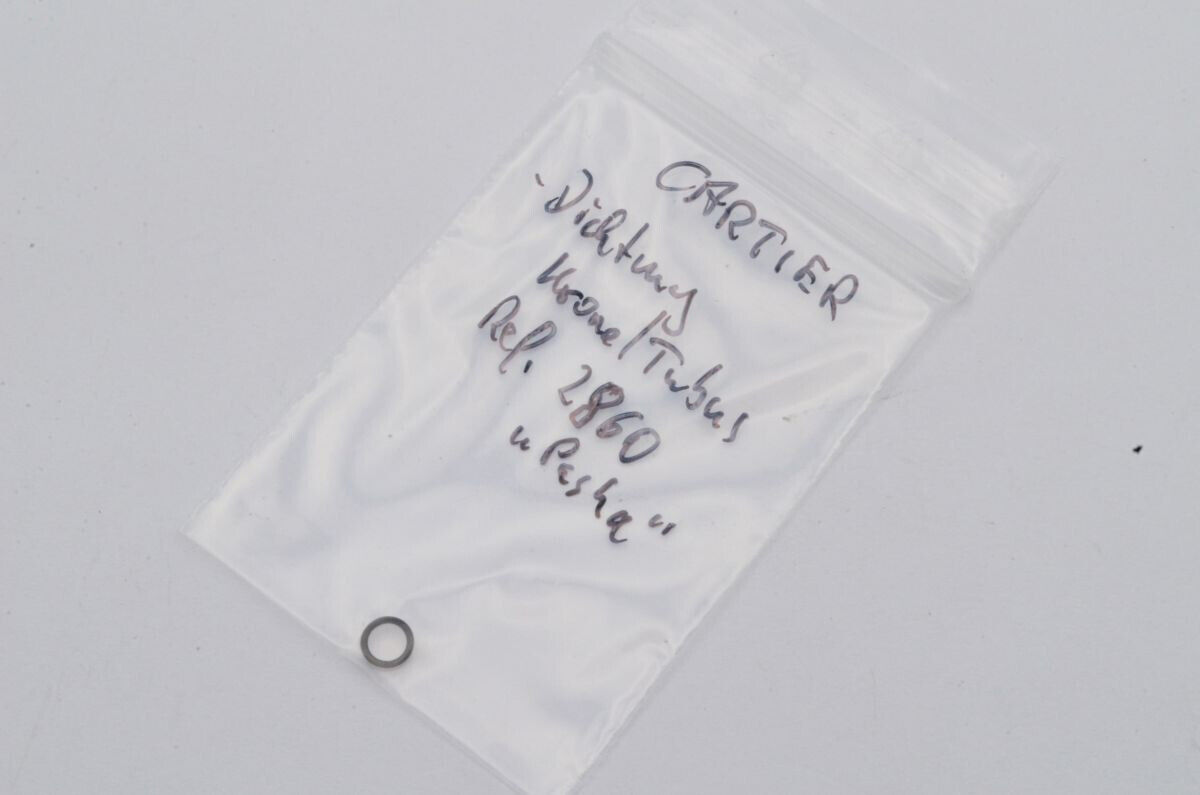 CARTIER
- Dichtung
Krone/Tubus
Ref. 2860
"Pasha"